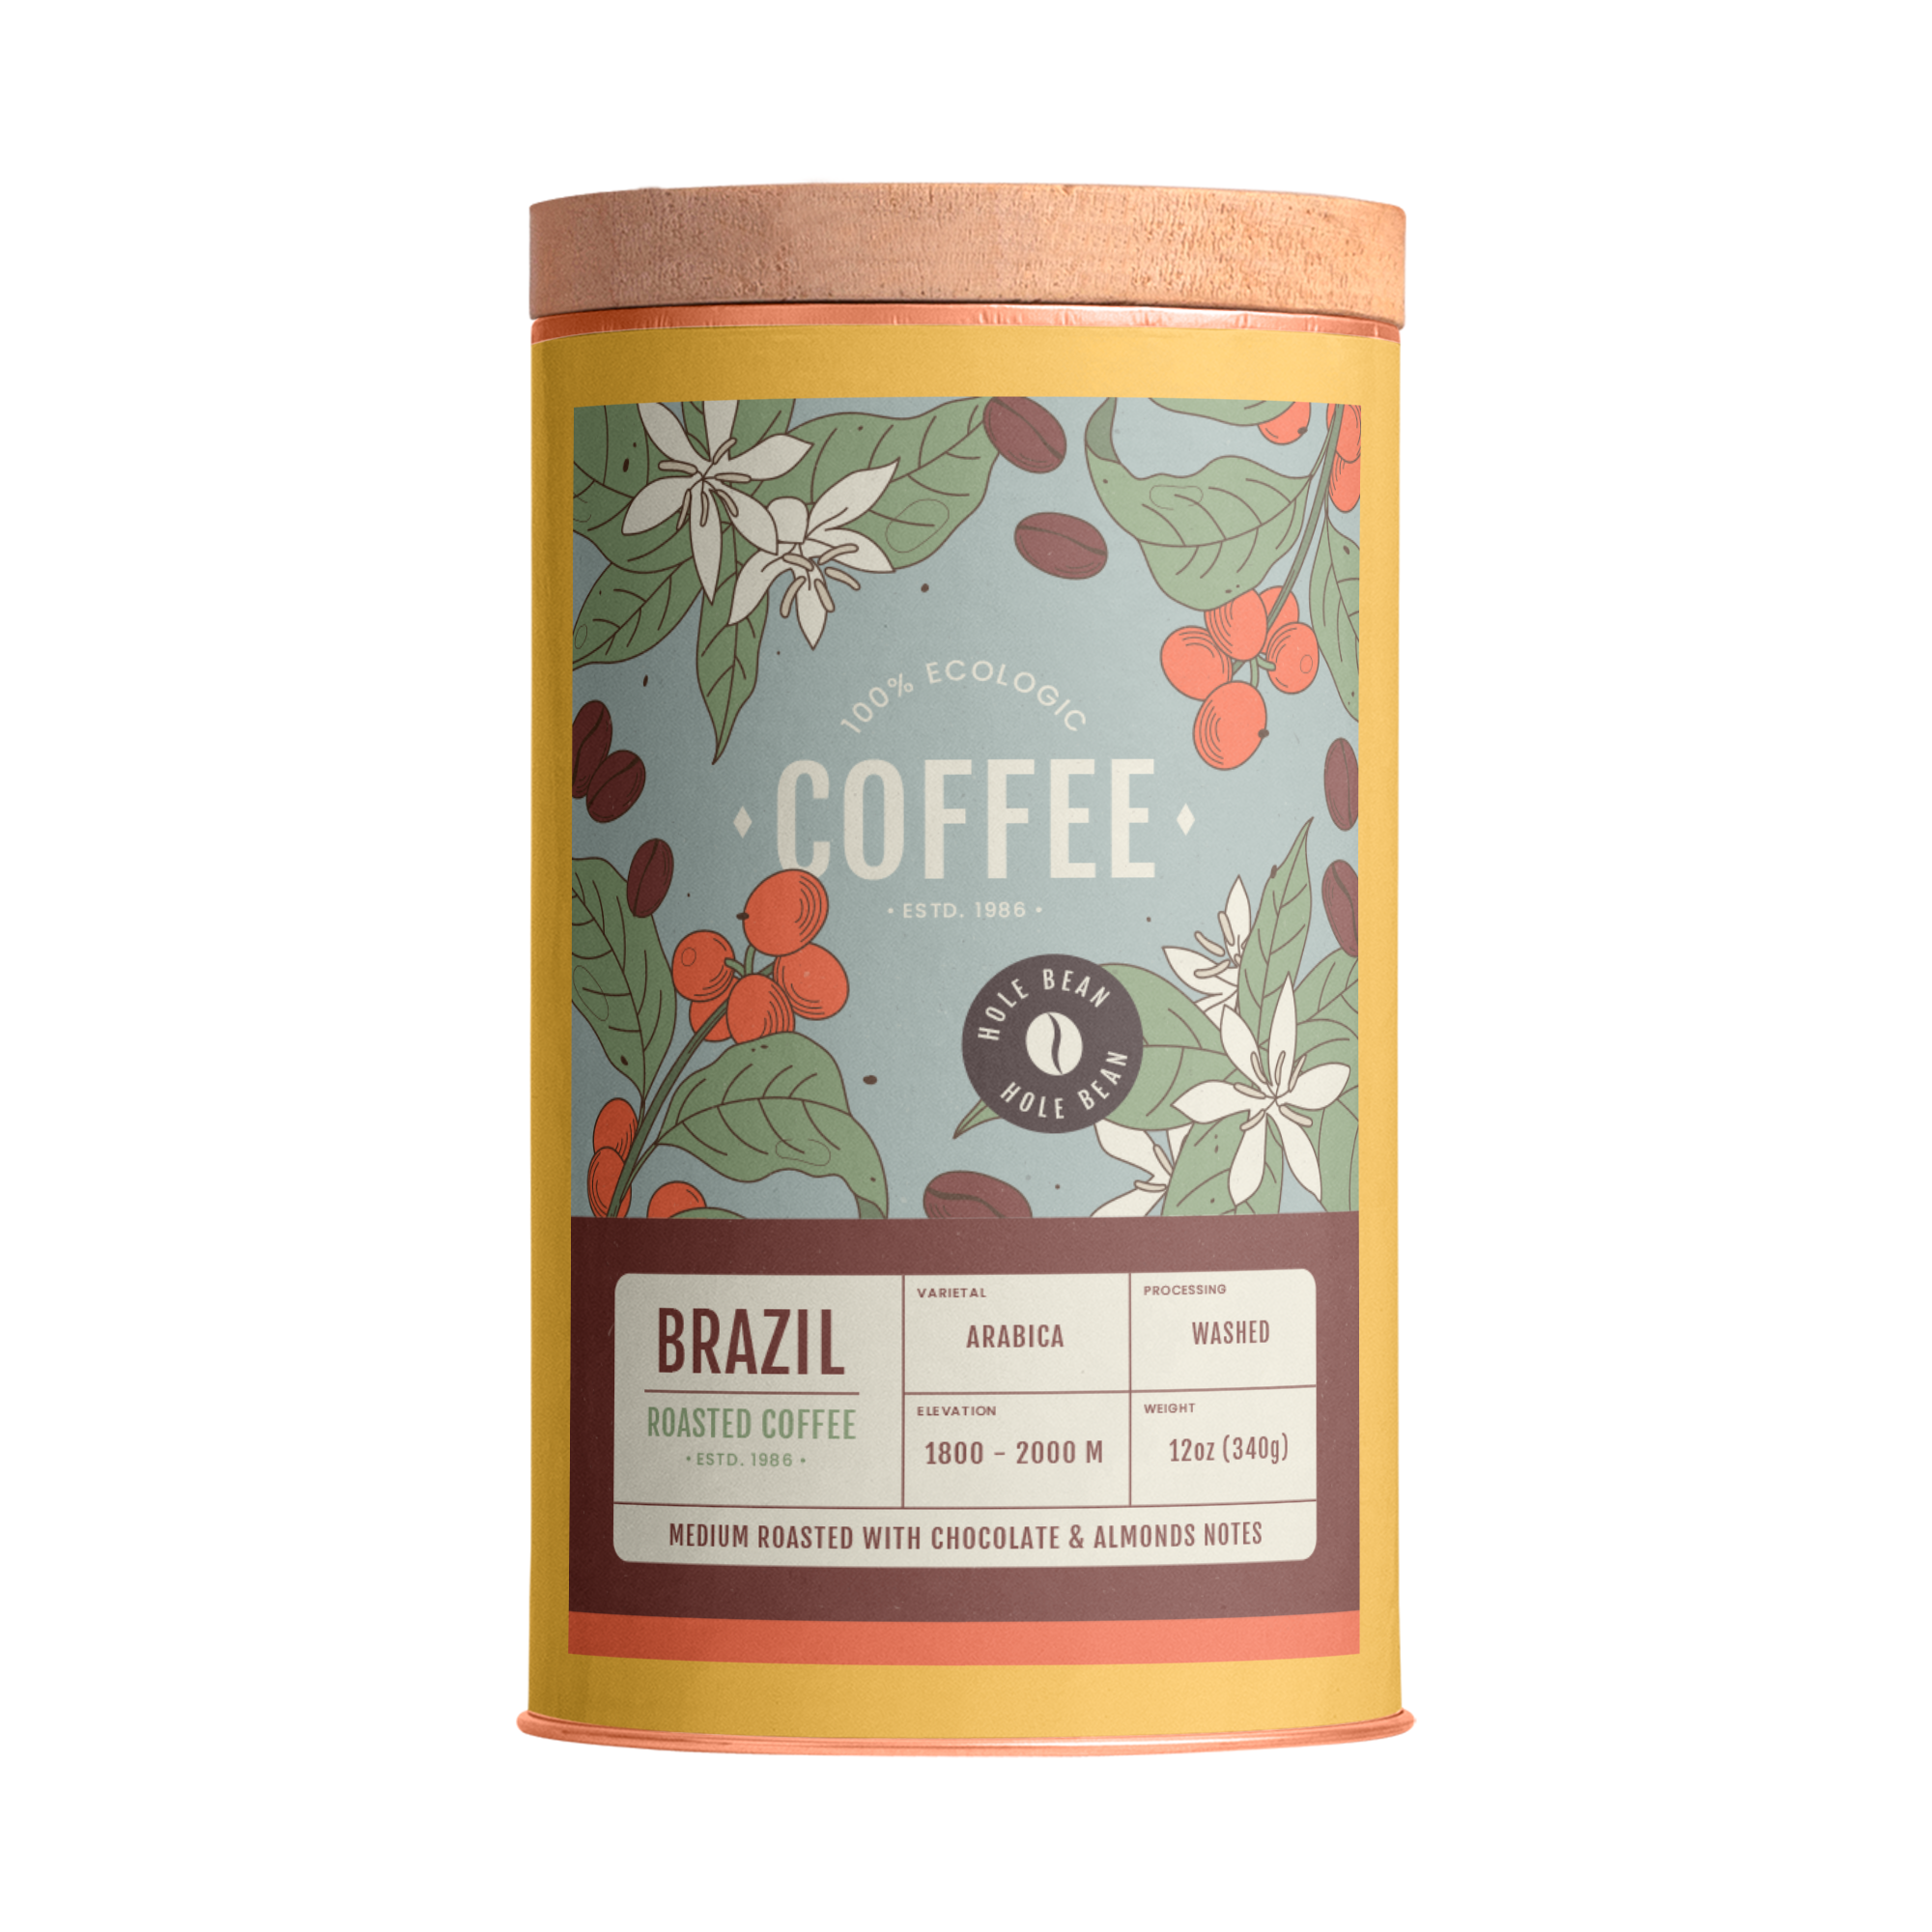 100% ECOLOGIC
COFFEE
• ESTD. 1986 •
HOLE BEAN
HOLE BEAN
BRAZIL
ROASTED COFFEE
• ESTD. 1986 •
VARIETAL
ARABICA
PROCESSING
WASHED
ELEVATION
1800 - 2000 M
WEIGHT
12oz (340g)
MEDIUM ROASTED WITH CHOCOLATE & ALMONDS NOTES